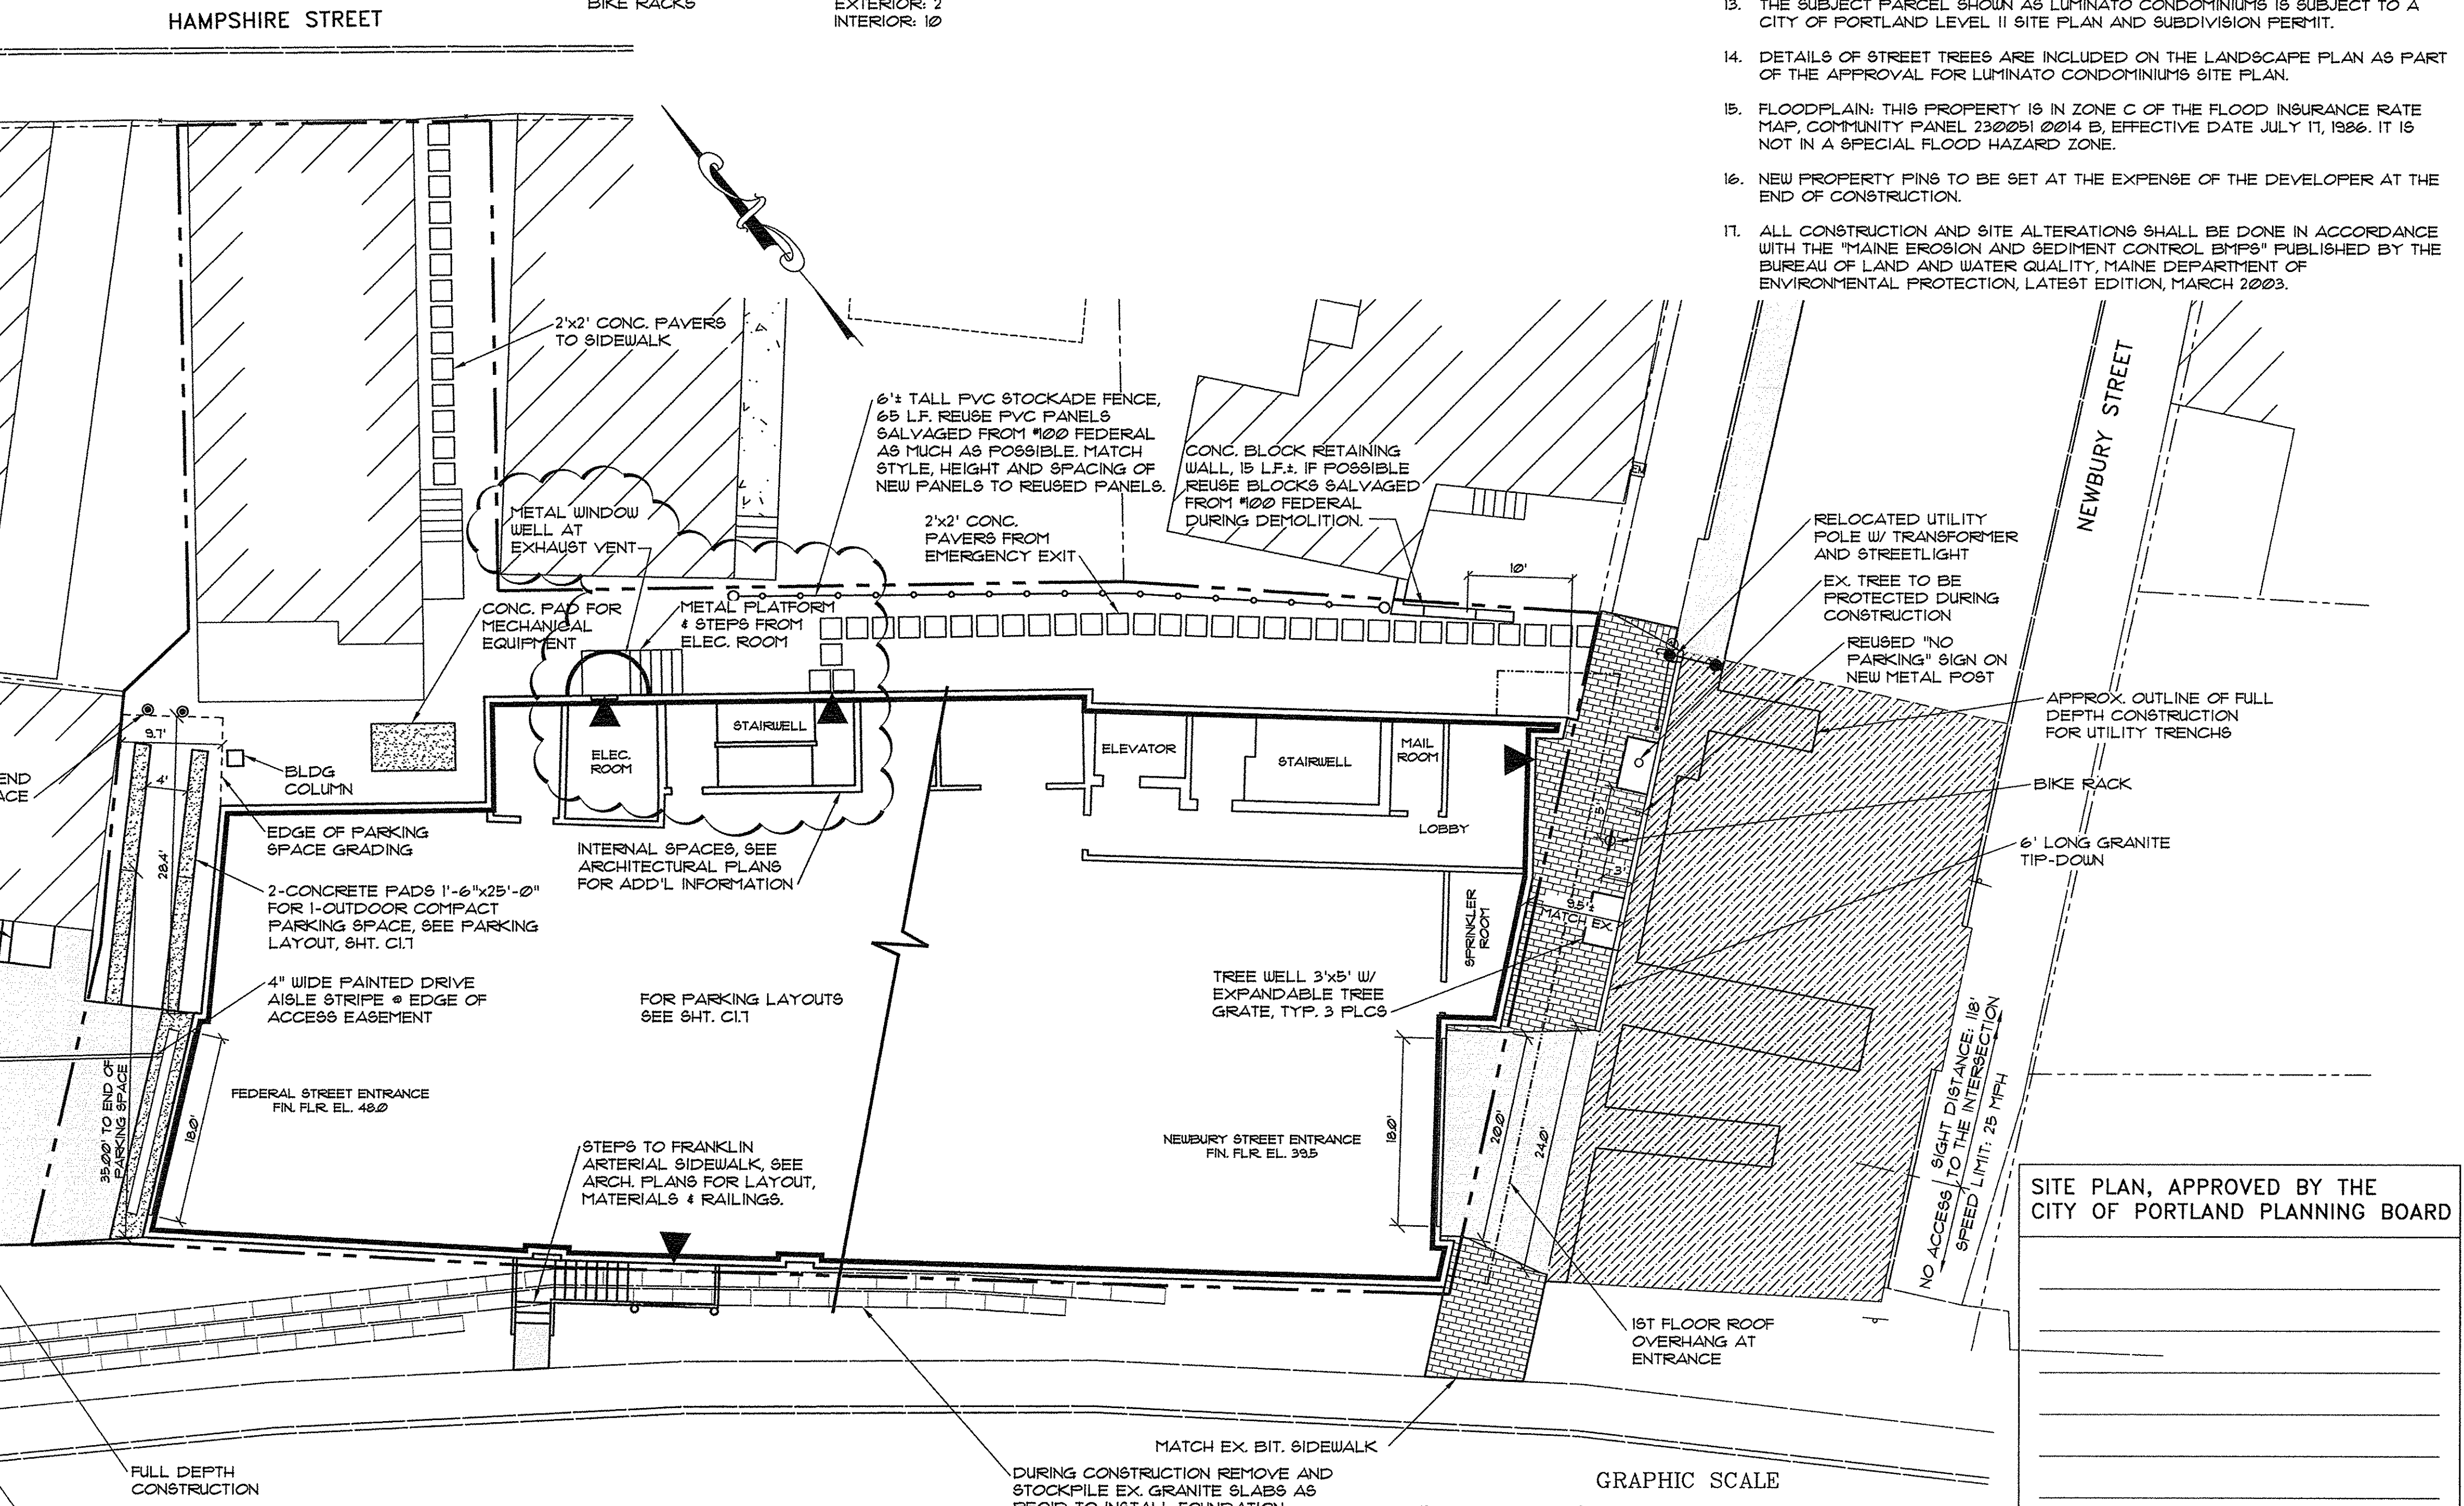 HAMPSHIRE STREET
BIKE RACKS
EXTERIOR: 2
INTERIOR: 10
13. THE SUBJECT PARCEL SHOWN AS LUMINATO CONDOMINIUMS IS SUBJECT TO A
CITY OF PORTLAND LEVEL II SITE PLAN AND SUBDIVISION PERMIT.
14. DETAILS OF STREET TREES ARE INCLUDED ON THE LANDSCAPE PLAN AS PART
OF THE APPROVAL FOR LUMINATO CONDOMINIUMS SITE PLAN.
15. FLOODPLAIN: THIS PROPERTY IS IN ZONE C OF THE FLOOD INSURANCE RATE
MAP, COMMUNITY PANEL 230051 0014 B, EFFECTIVE DATE JULY 17, 1986. IT IS
NOT IN A SPECIAL FLOOD HAZARD ZONE.
16. NEW PROPERTY PINS TO BE SET AT THE EXPENSE OF THE DEVELOPER AT THE
END OF CONSTRUCTION.
17. ALL CONSTRUCTION AND SITE ALTERATIONS SHALL BE DONE IN ACCORDANCE
WITH THE "MAINE EROSION AND SEDIMENT CONTROL BMPS" PUBLISHED BY THE
BUREAU OF LAND AND WATER QUALITY, MAINE DEPARTMENT OF
ENVIRONMENTAL PROTECTION, LATEST EDITION, MARCH 2003.
2'x2' CONC. PAVERS
TO SIDEWALK
6'± TALL PVC STOCKADE FENCE,
65 L.F. REUSE PVC PANELS
SALVAGED FROM #100 FEDERAL
AS MUCH AS POSSIBLE. MATCH
STYLE, HEIGHT AND SPACING OF
NEW PANELS TO REUSED PANELS.
CONC. BLOCK RETAINING
WALL, 15 L.F.±. IF POSSIBLE
REUSE BLOCKS SALVAGED
FROM #100 FEDERAL
DURING DEMOLITION.
NEWBURY STREET
METAL WINDOW
WELL AT
EXHAUST VENT
2'x2' CONC.
PAVERS FROM
EMERGENCY EXIT
10'
RELOCATED UTILITY
POLE W/ TRANSFORMER
AND STREETLIGHT
EX. TREE TO BE
PROTECTED DURING
CONSTRUCTION
REUSED "NO
PARKING" SIGN ON
NEW METAL POST
APPROX. OUTLINE OF FULL
DEPTH CONSTRUCTION
FOR UTILITY TRENCHS
BIKE RACK
6' LONG GRANITE
TIP-DOWN
CONC. PAD FOR
MECHANICAL
EQUIPMENT
METAL PLATFORM
& STEPS FROM
ELEC. ROOM
ELEC.
ROOM
STAIRWELL
ELEVATOR
STAIRWELL
MAIL
ROOM
LOBBY
SPRINKLER
ROOM
9.7'
4'
28.4'
END
ACE
BLDG
COLUMN
EDGE OF PARKING
SPACE GRADING
INTERNAL SPACES, SEE
ARCHITECTURAL PLANS
FOR ADD'L INFORMATION
2-CONCRETE PADS 1'-6"x25'-0"
FOR 1-OUTDOOR COMPACT
PARKING SPACE, SEE PARKING
LAYOUT, SHT. C1.7
4" WIDE PAINTED DRIVE
AISLE STRIPE @ EDGE OF
ACCESS EASEMENT
FOR PARKING LAYOUTS
SEE SHT. C1.7
TREE WELL 3'x5' W/
EXPANDABLE TREE
GRATE, TYP. 3 PLCS
5'
3'
9.5'±
MATCH EX.
35.00' TO END OF
PARKING SPACE
18.0'
FEDERAL STREET ENTRANCE
FIN. FLR. EL. 48.0
STEPS TO FRANKLIN
ARTERIAL SIDEWALK, SEE
ARCH. PLANS FOR LAYOUT,
MATERIALS & RAILINGS.
NEWBURY STREET ENTRANCE
FIN. FLR. EL. 39.5
18.0'
20.0'
24.0'
NO ACCESS SIGHT DISTANCE: 118'
TO THE INTERSECTION
SPEED LIMIT: 25 MPH
SITE PLAN, APPROVED BY THE
CITY OF PORTLAND PLANNING BOARD
1ST FLOOR ROOF
OVERHANG AT
ENTRANCE
MATCH EX. BIT. SIDEWALK
FULL DEPTH
CONSTRUCTION
DURING CONSTRUCTION REMOVE AND
STOCKPILE EX. GRANITE SLABS AS
REQ'D TO INSTALL FOUNDATION
GRAPHIC SCALE